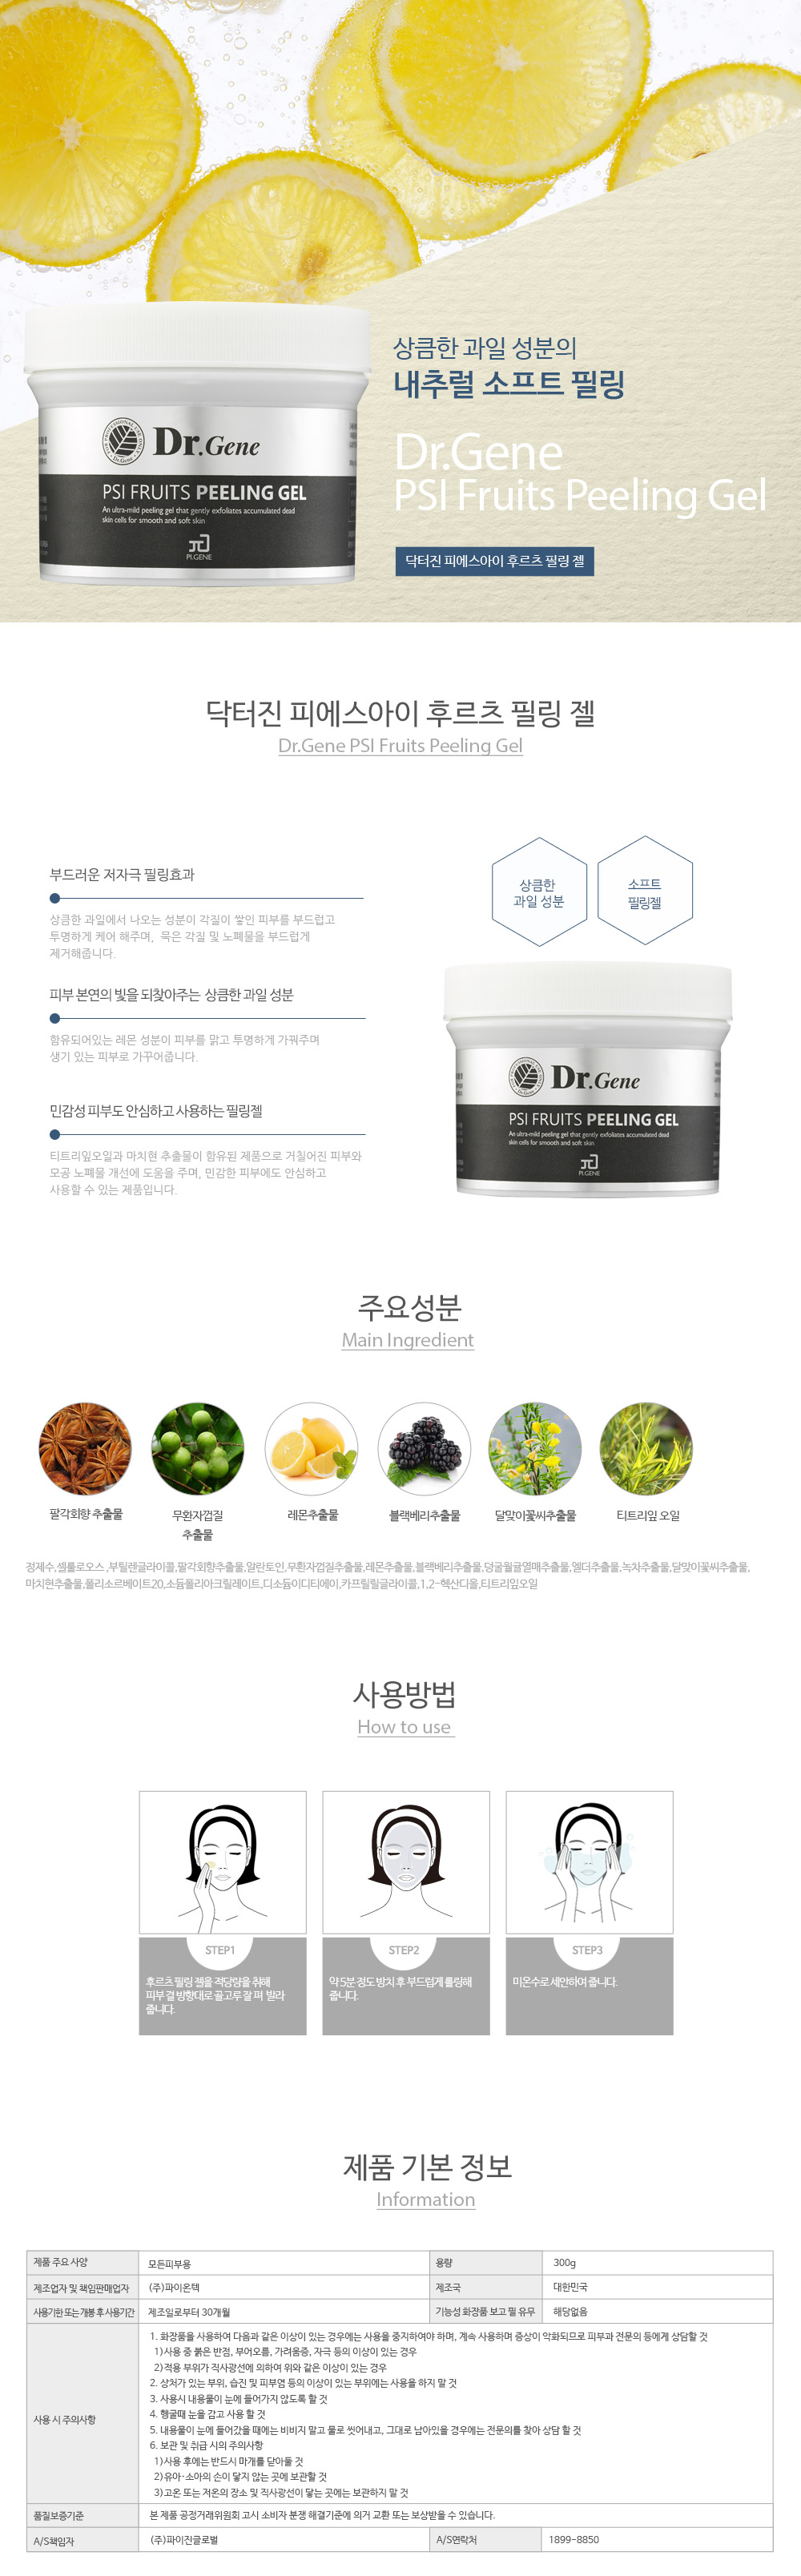 상큼한 과일 성분의
내추럴 소프트 필링
Dr.Gene
PSI Fruits Peeling Gel
닥터진 피에스아이 후르츠 필링 젤
Dr.Gene
PSI FRUITS PEELING GEL
An ultra-mild peeling gel that gently exfoliates accumulated dead
skin cells for smooth and soft skin
PI.GENE
닥터진 피에스아이 후르츠 필링 젤
Dr.Gene PSI Fruits Peeling Gel
부드러운 저자극 필링효과
상큼한 과일에서 나오는 성분이 각질이 쌓인 피부를 부드럽고
투명하게 케어 해주며, 묵은 각질 및 노폐물을 부드럽게
제거해줍니다.
피부 본연의 빛을 되찾아주는 상큼한 과일 성분
함유되어있는 레몬 성분이 피부를 맑고 투명하게 가꿔주며
생기 있는 피부로 가꾸어줍니다.
민감성 피부도 안심하고 사용하는 필링젤
티트리잎오일과 마치현 추출물이 함유된 제품으로 거칠어진 피부와
모공 노폐물 개선에 도움을 주며, 민감한 피부에도 안심하고
사용할 수 있는 제품입니다.
상큼한
과일 성분
소프트
필링젤
Dr.Gene
PSI FRUITS PEELING GEL
An ultra-mild peeling gel that gently exfoliates accumulated dead
skin cells for smooth and soft skin
PI.GENE
주요성분
Main Ingredient
팔각회향 추출물
무환자껍질
추출물
레몬추출물
블랙베리추출물
달맞이꽃씨추출물
티트리잎 오일
정제수,셀룰로오스 ,부틸렌글라이콜,팔각회향추출물,알란토인,무환자껍질추출물,레몬추출물,블랙베리추출물,덩굴월귤열매추출물,엘더추출물,녹차추출물,달맞이꽃씨추출물,
마치현추출물,폴리소르베이트20,소듐폴리아크릴레이트,디소듐이디티에이,카프릴릴글라이콜,1,2-헥산디올,티트리잎오일
사용방법
How to use
STEP1
후르츠 필링 젤을 적당량을 취해
피부 결 방향대로 골고루 잘 펴 발라
줍니다.
STEP2
약 5분 정도 방치 후 부드럽게 롤링해
줍니다.
STEP3
미온수로 세안하여 줍니다.
제품 기본 정보
Information
제품 주요 사양 모든피부용 용량 300g
제조업자 및 책임판매업자 (주)파이온텍 제조국 대한민국
사용기한 또는 개봉 후 사용기간 제조일로부터 30개월 기능성 화장품 보고 필 유무 해당없음
사용 시 주의사항
1. 화장품을 사용하여 다음과 같은 이상이 있는 경우에는 사용을 중지하여야 하며, 계속 사용하며 증상이 악화되므로 피부과 전문의 등에게 상담할 것
1)사용 중 붉은 반점, 부어오름, 가려움증, 자극 등의 이상이 있는 경우
2)적용 부위가 직사광선에 의하여 위와 같은 이상이 있는 경우
2. 상처가 있는 부위, 습진 및 피부염 등의 이상이 있는 부위에는 사용을 하지 말 것
3. 사용시 내용물이 눈에 들어가지 않도록 할 것
4. 헹굴때 눈을 감고 사용 할 것
5. 내용물이 눈에 들어갔을 때에는 비비지 말고 물로 씻어내고, 그대로 남아있을 경우에는 전문의를 찾아 상담 할 것
6. 보관 및 취급 시의 주의사항
1)사용 후에는 반드시 마개를 닫아둘 것
2)유아·소아의 손이 닿지 않는 곳에 보관할 것
3)고온 또는 저온의 장소 및 직사광선이 닿는 곳에는 보관하지 말 것
품질보증기준 본 제품 공정거래위원회 고시 소비자 분쟁 해결기준에 의거 교환 또는 보상받을 수 있습니다.
A/S책임자 (주)파이진글로벌 A/S연락처 1899-8850